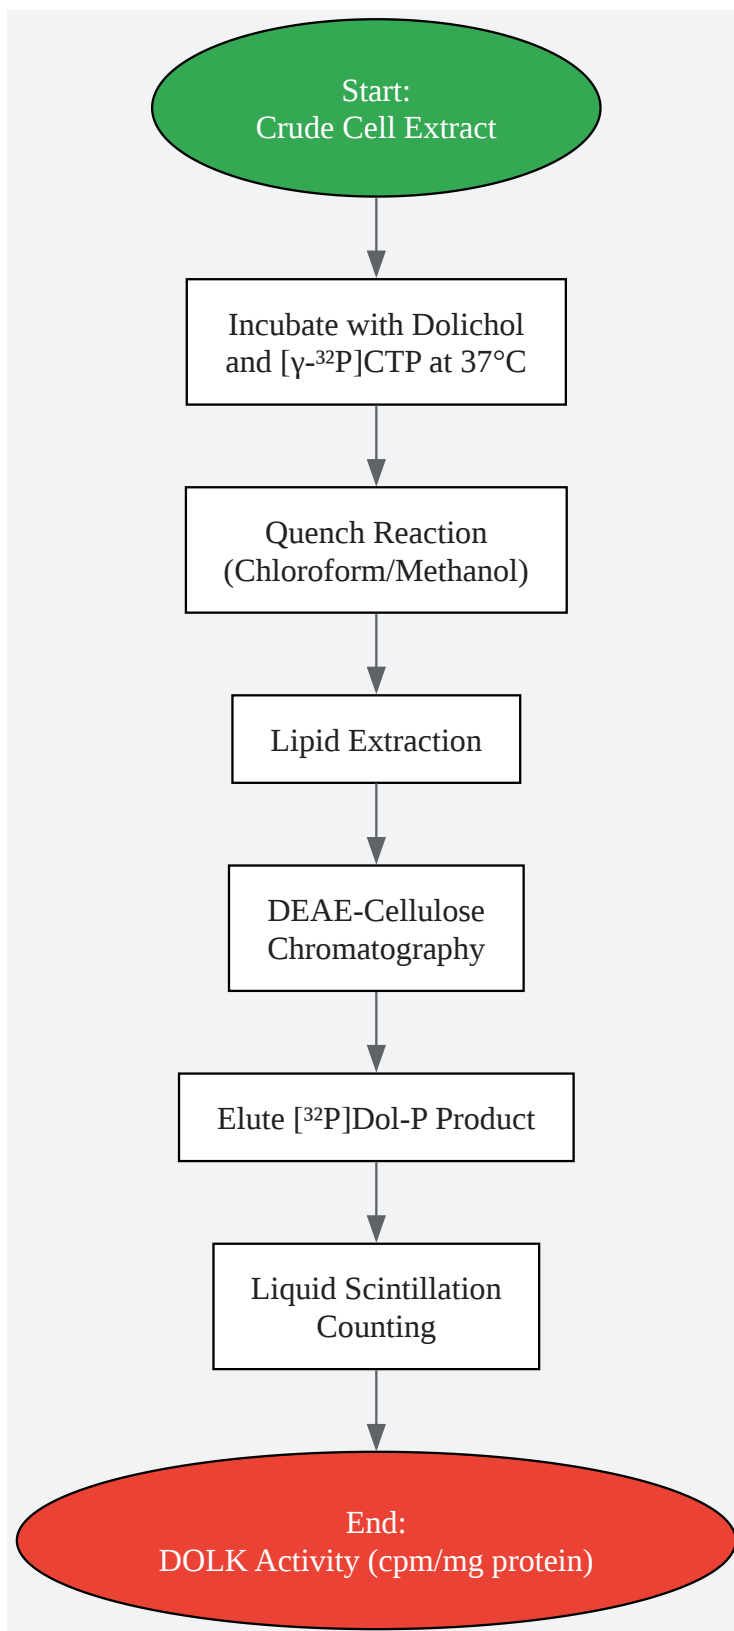 Start:
Crude Cell Extract
Incubate with Dolichol
and [γ-³²P]CTP at 37°C
Quench Reaction
(Chloroform/Methanol)
Lipid Extraction
DEAE-Cellulose
Chromatography
Elute [³²P]Dol-P Product
Liquid Scintillation
Counting
End:
DOLK Activity (cpm/mg protein)